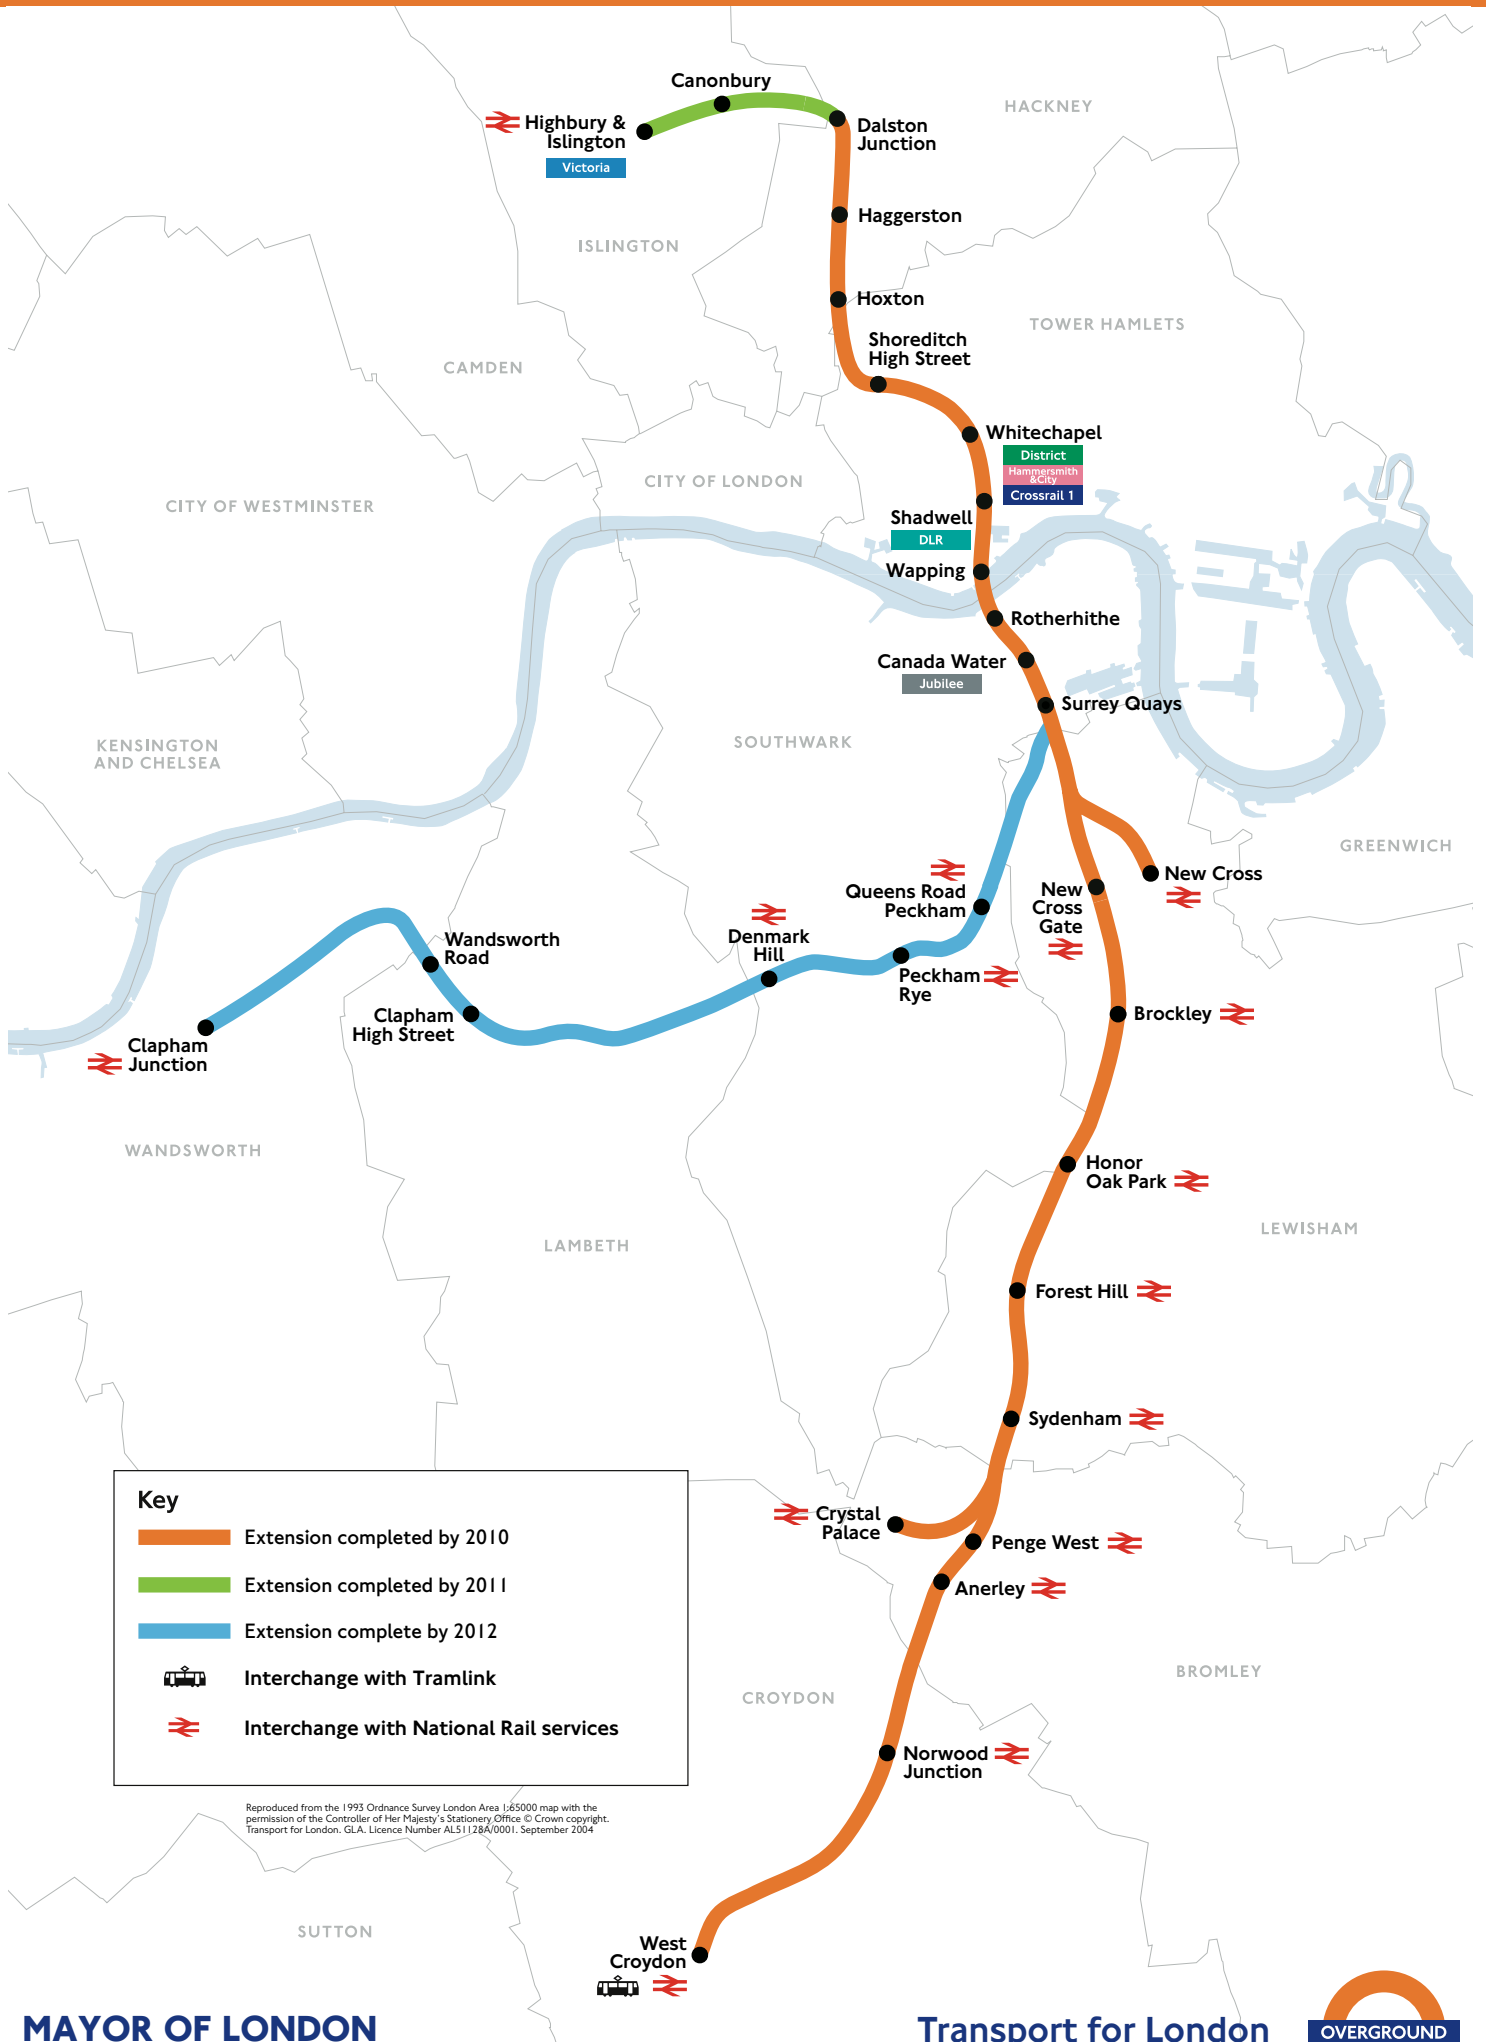 Canonbury
HACKNEY
Highbury &
Islington
Victoria
Dalston
Junction
Haggerston
ISLINGTON
Hoxton
TOWER HAMLETS
Shoreditch
High Street
CAMDEN
Whitechapel
District
Hammersmith
&City
Crossrail 1
CITY OF LONDON
CITY OF WESTMINSTER
Shadwell
DLR
Wapping
Rotherhithe
Canada Water
Jubilee
Surrey Quays
SOUTHWARK
KENSINGTON
AND CHELSEA
GREENWICH
New Cross
Queens Road
Peckham
New
Cross
Gate
Denmark
Hill
Wandsworth
Road
Peckham
Rye
Clapham
High Street
Brockley
Clapham
Junction
WANDSWORTH
Honor
Oak Park
LEWISHAM
LAMBETH
Forest Hill
Sydenham
Crystal
Palace
Penge West
Anerley
Key
Extension completed by 2010
Extension completed by 2011
Extension complete by 2012
Interchange with Tramlink
Interchange with National Rail services
BROMLEY
CROYDON
Norwood
Junction
Reproduced from the 1993 Ordnance Survey London Area 1:65000 map with the
permission of the Controller of Her Majesty's Stationery Office © Crown copyright.
Transport for London. GLA. Licence Number AL51128A/0001. September 2004
SUTTON
West
Croydon
MAYOR OF LONDON
Transport for London
OVERGROUND